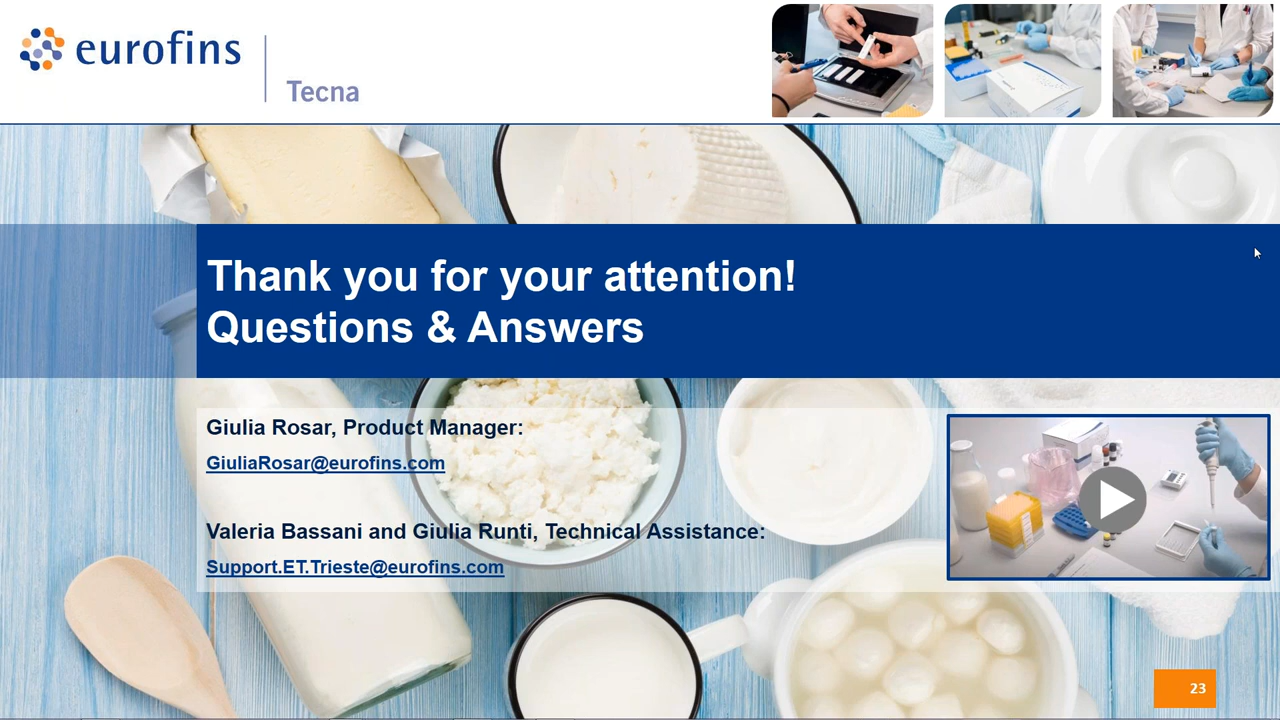 eurofins
Tecna
Thank you for your attention!
Questions & Answers
Giulia Rosar, Product Manager:
GiuliaRosar@eurofins.com
Valeria Bassani and Giulia Runti, Technical Assistance:
Support.ET.Trieste@eurofins.com
23